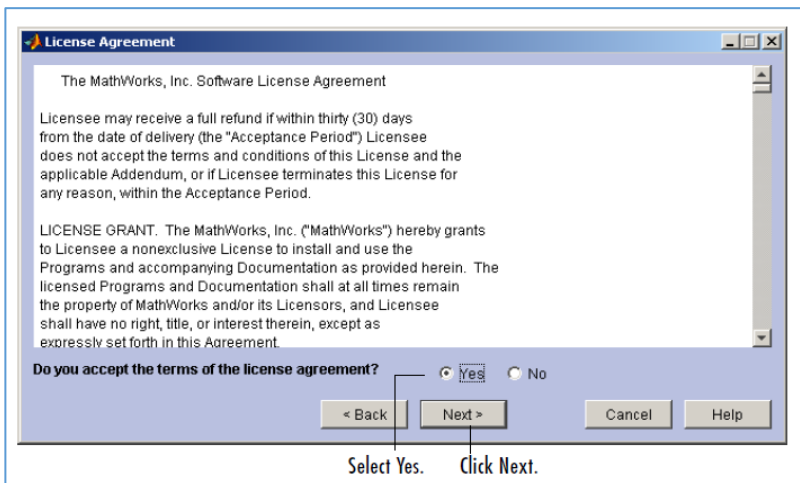 License Agreement
The MathWorks, Inc. Software License Agreement
Licensee may receive a full refund if within thirty (30) days
from the date of delivery (the "Acceptance Period") Licensee
does not accept the terms and conditions of this License and the
applicable Addendum, or if Licensee terminates this License for
any reason, within the Acceptance Period.
LICENSE GRANT. The MathWorks, Inc. ("MathWorks") hereby grants
to Licensee a nonexclusive License to install and use the
Programs and accompanying Documentation as provided herein. The
licensed Programs and Documentation shall at all times remain
the property of MathWorks and/or its Licensors, and Licensee
shall have no right, title, or interest therein, except as
expressly set forth in this Agreement.
Do you accept the terms of the license agreement? Yes No
< Back Next > Cancel Help
Select Yes. Click Next.